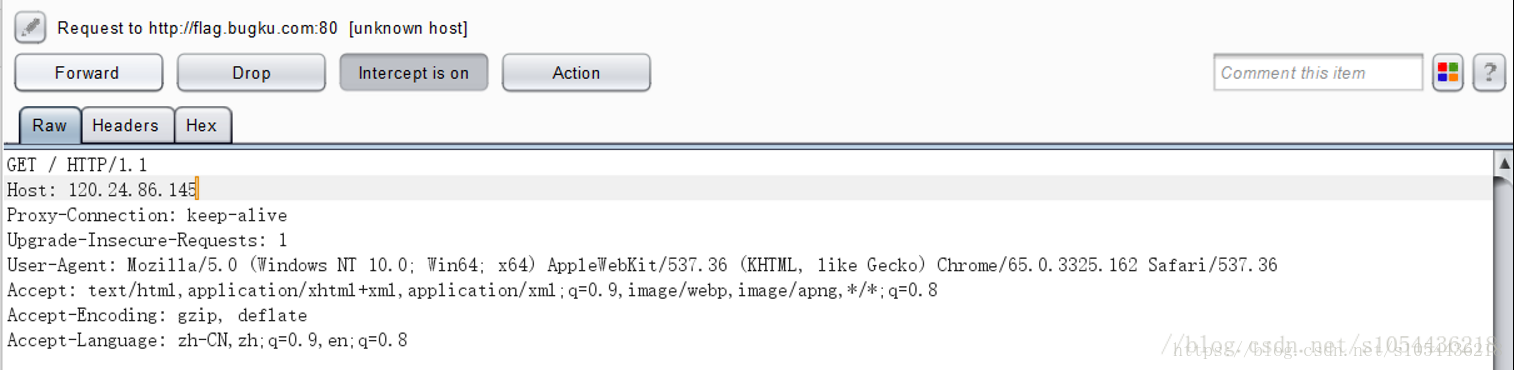 Request to http://flag.bugku.com:80 [unknown host]
Forward Drop Intercept is on Action Comment this item ?
Raw Headers Hex
GET / HTTP/1.1
Host: 120.24.86.145
Proxy-Connection: keep-alive
Upgrade-Insecure-Requests: 1
User-Agent: Mozilla/5.0 (Windows NT 10.0; Win64; x64) AppleWebKit/537.36 (KHTML, like Gecko) Chrome/65.0.3325.162 Safari/537.36
Accept: text/html,application/xhtml+xml,application/xml;q=0.9,image/webp,image/apng,*/*;q=0.8
Accept-Encoding: gzip, deflate
Accept-Language: zh-CN,zh;q=0.9,en;q=0.8
//blog.csdn.net/s1054436218
https://blog.csdn.net/s1054436218